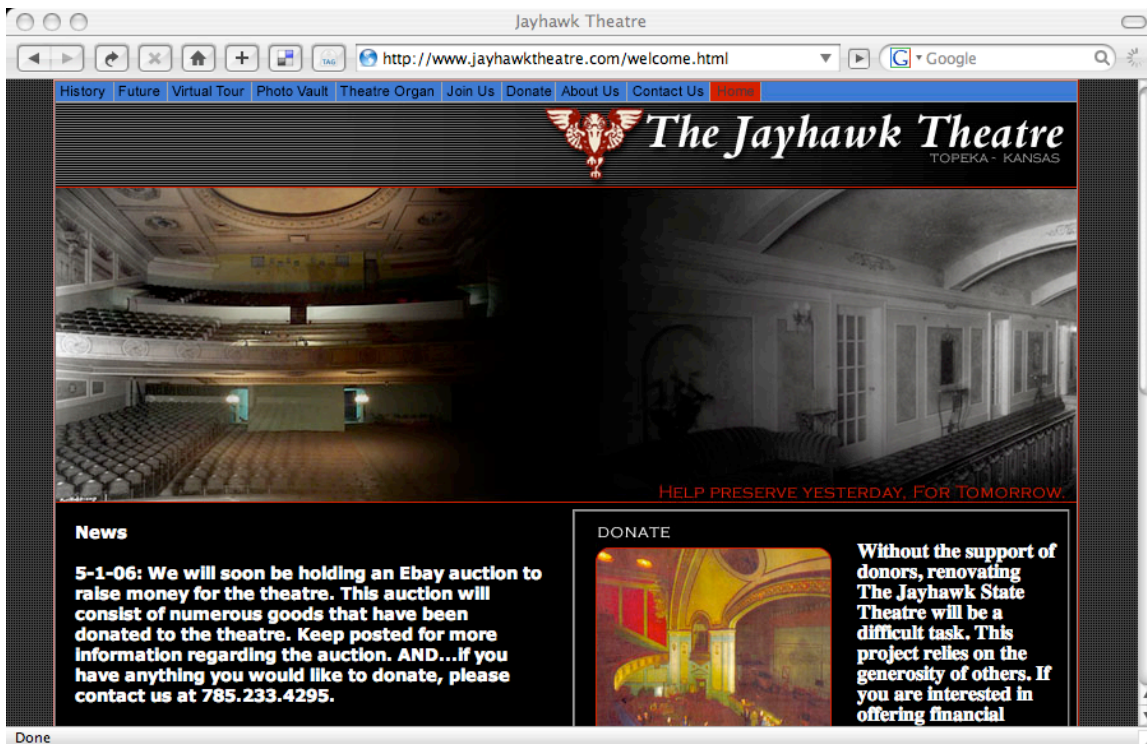 Jayhawk Theatre
TAG
http://www.jayhawktheatre.com/welcome.html
G Google
History Future Virtual Tour Photo Vault Theatre Organ Join Us Donate About Us Contact Us Home
The Jayhawk Theatre
TOPEKA - KANSAS
HELP PRESERVE YESTERDAY, FOR TOMORROW.
News
5-1-06: We will soon be holding an Ebay auction to
raise money for the theatre. This auction will
consist of numerous goods that have been
donated to the theatre. Keep posted for more
information regarding the auction. AND...if you
have anything you would like to donate, please
contact us at 785.233.4295.
DONATE
Without the support of
donors, renovating
The Jayhawk State
Theatre will be a
difficult task. This
project relies on the
generosity of others. If
you are interested in
offering financial
Done